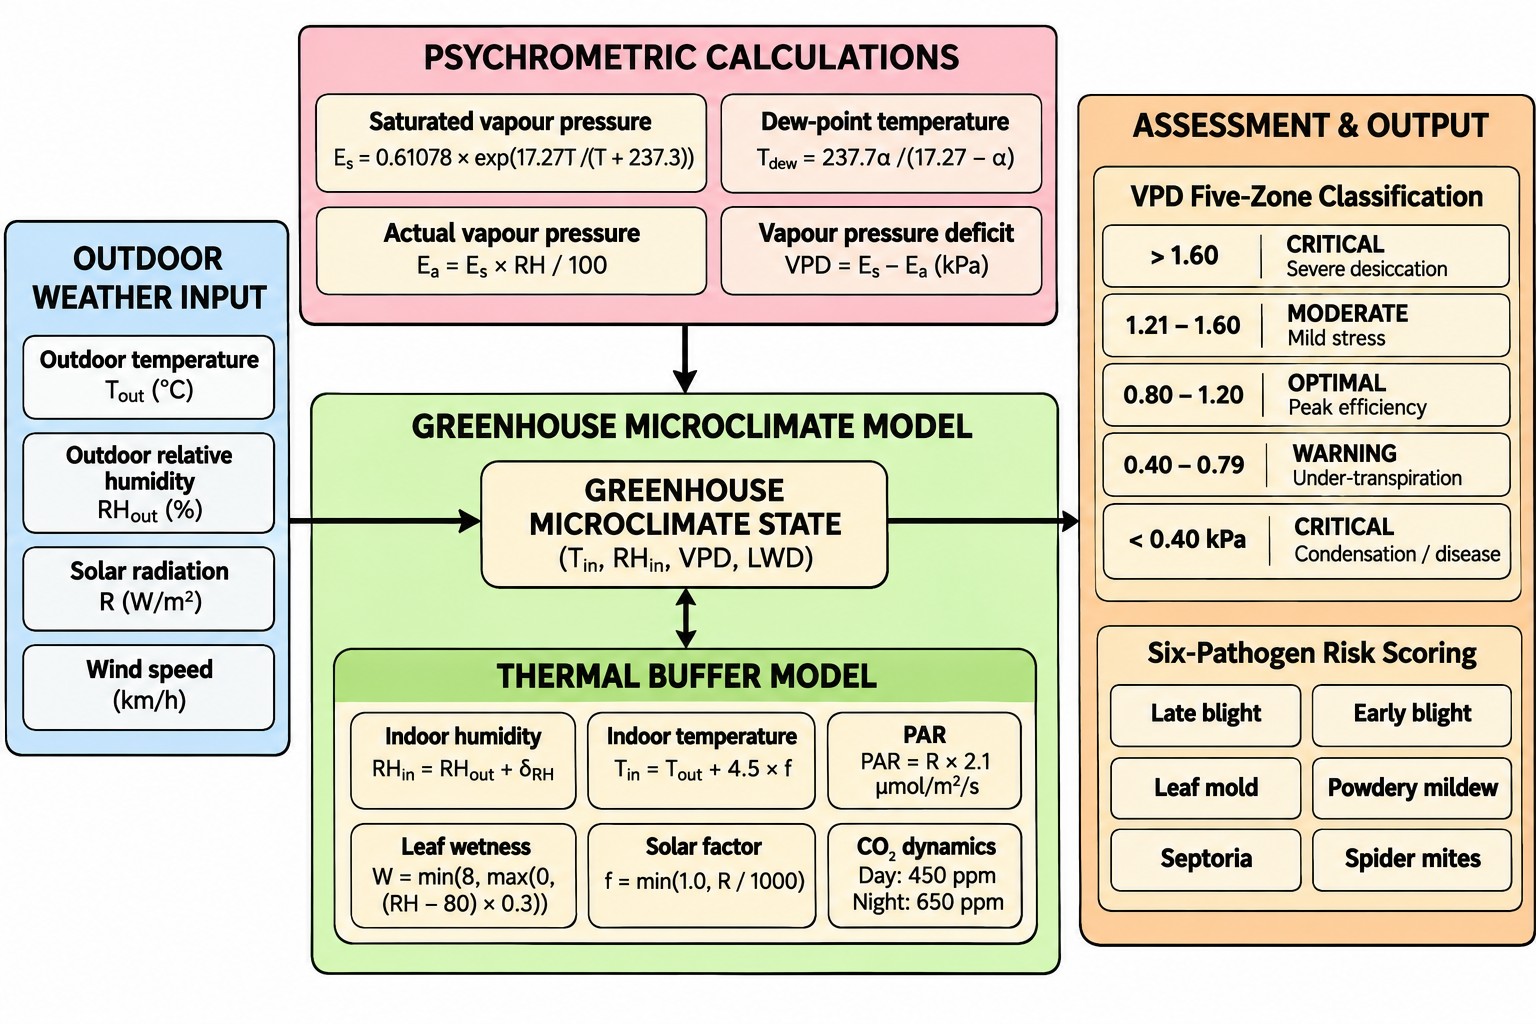 PSYCHROMETRIC CALCULATIONS
Saturated vapour pressure
Eₛ = 0.61078 × exp(17.27T /(T + 237.3))
Dew-point temperature
T_dew = 237.7α /(17.27 − α)
Actual vapour pressure
Eₐ = Eₛ × RH / 100
Vapour pressure deficit
VPD = Eₛ − Eₐ (kPa)
OUTDOOR
WEATHER INPUT
Outdoor temperature
T_out (°C)
Outdoor relative
humidity
RH_out (%)
Solar radiation
R (W/m²)
Wind speed
(km/h)
GREENHOUSE MICROCLIMATE MODEL
GREENHOUSE
MICROCLIMATE STATE
(T_in, RH_in, VPD, LWD)
THERMAL BUFFER MODEL
Indoor humidity
RH_in = RH_out + δ_RH
Indoor temperature
T_in = T_out + 4.5 × f
PAR
PAR = R × 2.1
µmol/m²/s
Leaf wetness
W = min(8, max(0,
(RH − 80) × 0.3))
Solar factor
f = min(1.0, R / 1000)
CO₂ dynamics
Day: 450 ppm
Night: 650 ppm
ASSESSMENT & OUTPUT
VPD Five-Zone Classification
> 1.60
CRITICAL
Severe desiccation
1.21 – 1.60
MODERATE
Mild stress
0.80 – 1.20
OPTIMAL
Peak efficiency
0.40 – 0.79
WARNING
Under-transpiration
< 0.40 kPa
CRITICAL
Condensation / disease
Six-Pathogen Risk Scoring
Late blight
Early blight
Leaf mold
Powdery mildew
Septoria
Spider mites